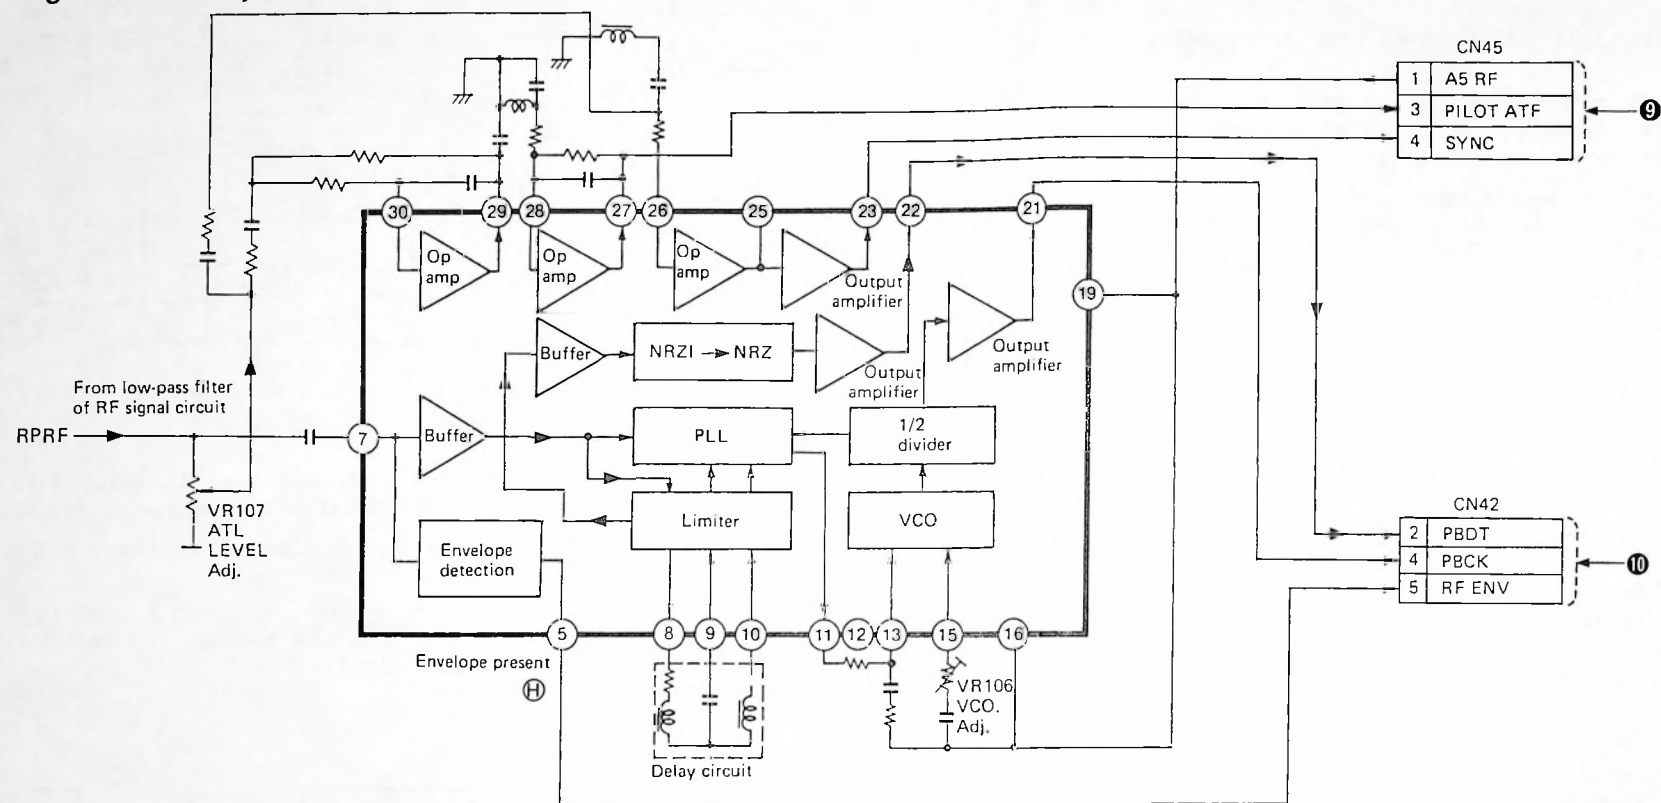 CN45
1 A5 RF
3 PILOT ATF
4 SYNC
9
30 29 28 27 26 25 23 22 21
Op amp
Op amp
Op amp
Output amplifier
19
Buffer
NRZI NRZ
Output amplifier
Output amplifier
From low-pass filter
of RF signal circuit
RPRF
7
Buffer
PLL
1/2 divider
VR107
ATL
LEVEL
Adj.
Limiter
VCO
Envelope
detection
CN42
2 PBDT
4 PBCK
5 RF ENV
10
5 8 9 10 11 12 13 15 16
Envelope present
H
VR106
VCO.
Adj.
Delay circuit